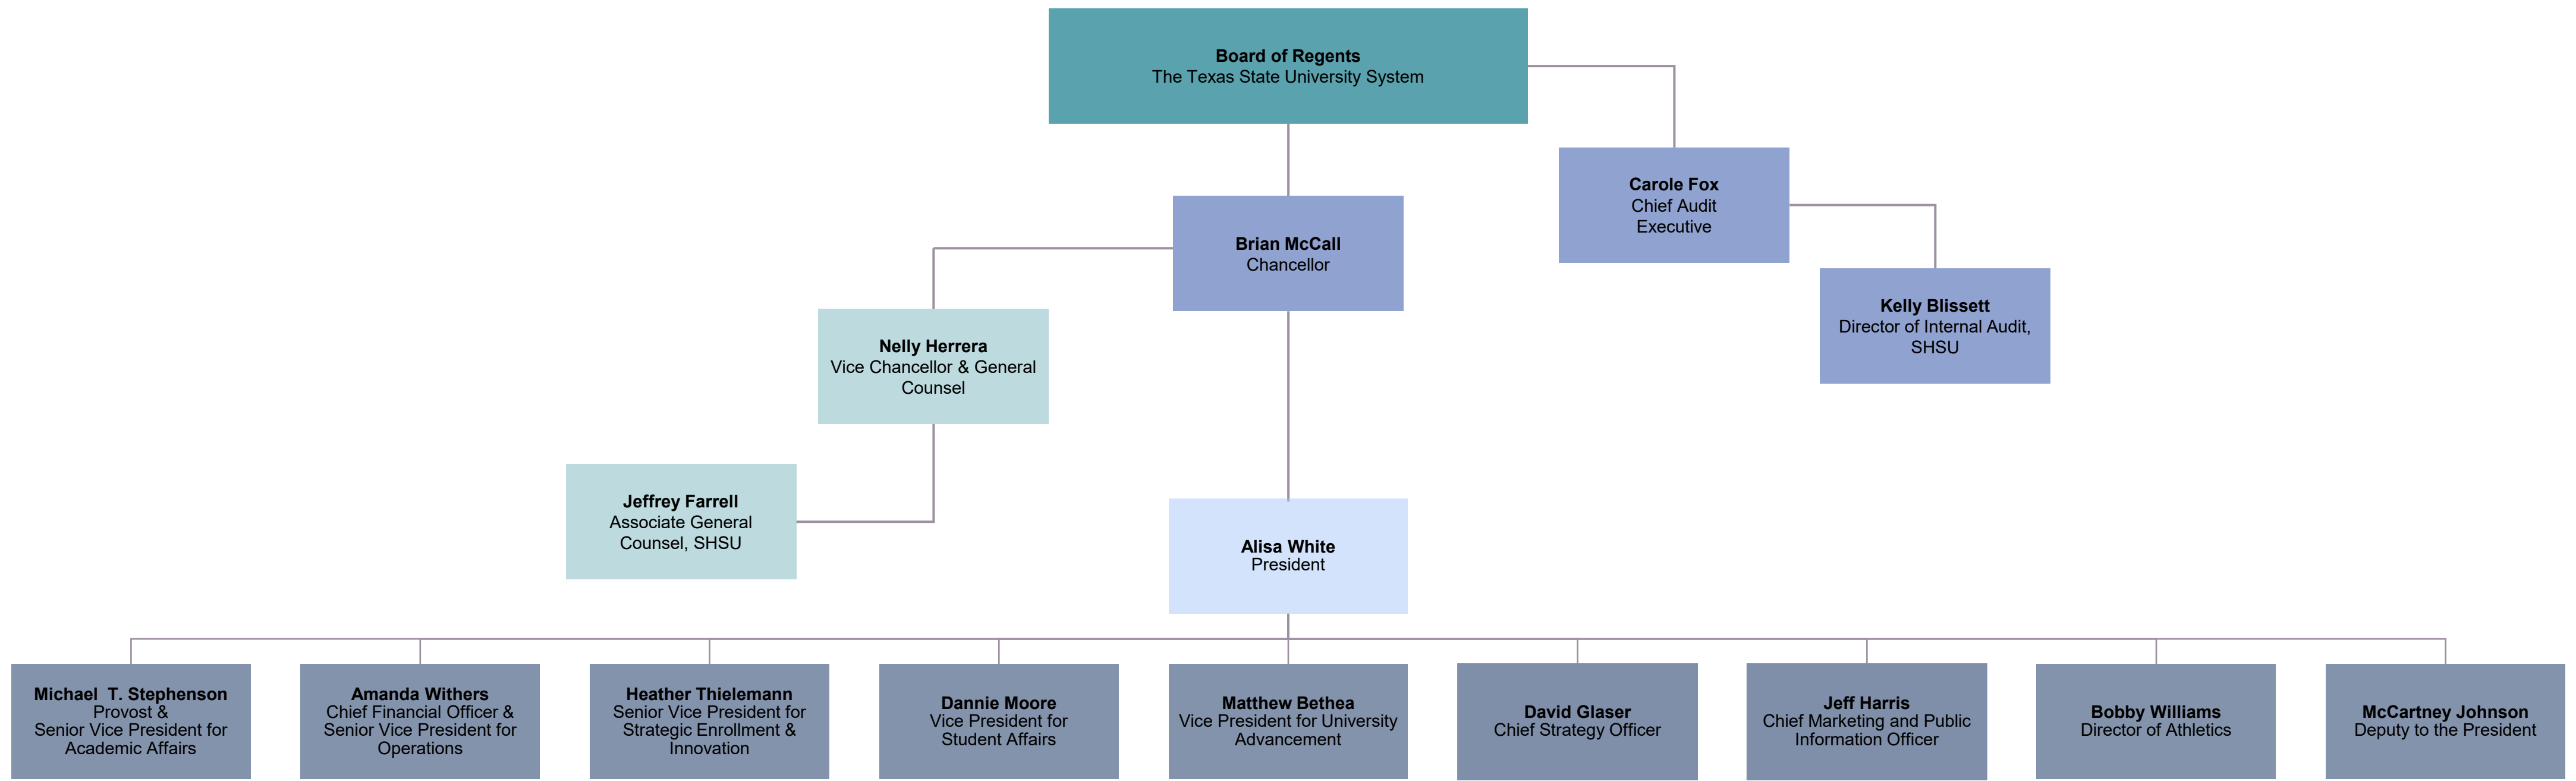 Board of Regents
The Texas State University System
Carole Fox
Chief Audit
Executive
Brian McCall
Chancellor
Kelly Blissett
Director of Internal Audit,
SHSU
Nelly Herrera
Vice Chancellor & General
Counsel
Jeffrey Farrell
Associate General
Counsel, SHSU
Alisa White
President
Michael T. Stephenson
Provost &
Senior Vice President for
Academic Affairs
Amanda Withers
Chief Financial Officer &
Senior Vice President for
Operations
Heather Thielemann
Senior Vice President for
Strategic Enrollment &
Innovation
Dannie Moore
Vice President for
Student Affairs
Matthew Bethea
Vice President for University
Advancement
David Glaser
Chief Strategy Officer
Jeff Harris
Chief Marketing and Public
Information Officer
Bobby Williams
Director of Athletics
McCartney Johnson
Deputy to the President